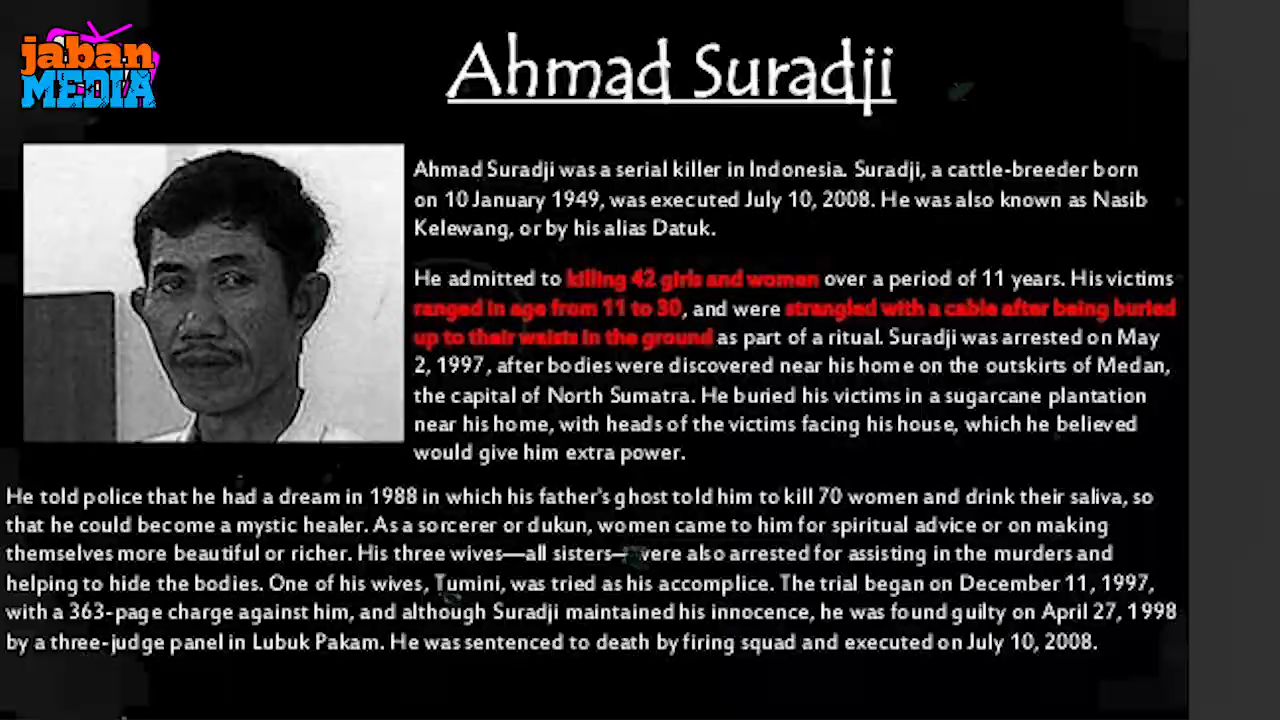 jaban
MEDIA
Ahmad Suradji
Ahmad Suradji was a serial killer in Indonesia. Suradji, a cattle-breeder born
on 10 January 1949, was executed July 10, 2008. He was also known as Nasib
Kelewang, or by his alias Datuk.
He admitted to killing 42 girls and women over a period of 11 years. His victims
ranged in age from 11 to 30, and were strangled with a cable after being buried
up to their waists in the ground as part of a ritual. Suradji was arrested on May
2, 1997, after bodies were discovered near his home on the outskirts of Medan,
the capital of North Sumatra. He buried his victims in a sugarcane plantation
near his home, with heads of the victims facing his house, which he believed
would give him extra power.
He told police that he had a dream in 1988 in which his father's ghost told him to kill 70 women and drink their saliva, so
that he could become a mystic healer. As a sorcerer or dukun, women came to him for spiritual advice or on making
themselves more beautiful or richer. His three wives—all sisters—were also arrested for assisting in the murders and
helping to hide the bodies. One of his wives, Tumini, was tried as his accomplice. The trial began on December 11, 1997,
with a 363-page charge against him, and although Suradji maintained his innocence, he was found guilty on April 27, 1998
by a three-judge panel in Lubuk Pakam. He was sentenced to death by firing squad and executed on July 10, 2008.